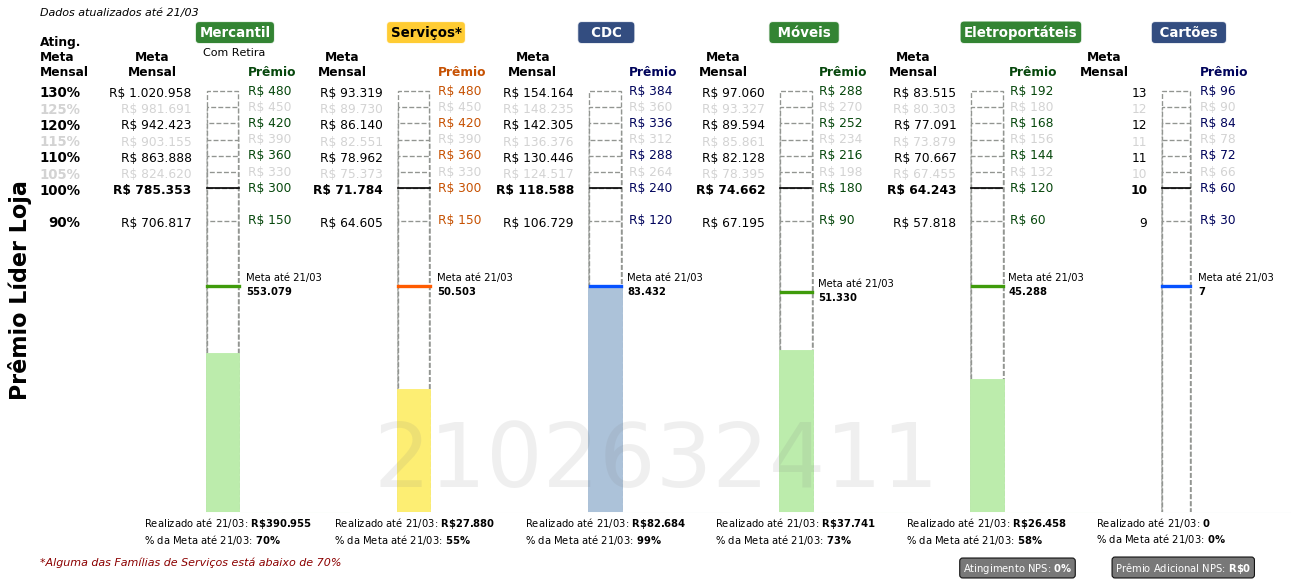 Dados atualizados até 21/03
Mercantil Serviços* CDC Móveis Eletroportáteis Cartões
Com Retira
Ating. Meta Mensal
Meta Mensal Prêmio Meta Mensal Prêmio Meta Mensal Prêmio Meta Mensal Prêmio Meta Mensal Prêmio Meta Mensal Prêmio
130% R$ 1.020.958 R$ 480 R$ 93.319 R$ 480 R$ 154.164 R$ 384 R$ 97.060 R$ 288 R$ 83.515 R$ 192 13 R$ 96
125% R$ 981.691 R$ 450 R$ 89.730 R$ 450 R$ 148.235 R$ 360 R$ 93.327 R$ 270 R$ 80.303 R$ 180 12 R$ 90
120% R$ 942.423 R$ 420 R$ 86.140 R$ 420 R$ 142.305 R$ 336 R$ 89.594 R$ 252 R$ 77.091 R$ 168 12 R$ 84
115% R$ 903.155 R$ 390 R$ 82.551 R$ 390 R$ 136.376 R$ 312 R$ 85.861 R$ 234 R$ 73.879 R$ 156 11 R$ 78
110% R$ 863.888 R$ 360 R$ 78.962 R$ 360 R$ 130.446 R$ 288 R$ 82.128 R$ 216 R$ 70.667 R$ 144 11 R$ 72
105% R$ 824.620 R$ 330 R$ 75.373 R$ 330 R$ 124.517 R$ 264 R$ 78.395 R$ 198 R$ 67.455 R$ 132 10 R$ 66
100% R$ 785.353 R$ 300 R$ 71.784 R$ 300 R$ 118.588 R$ 240 R$ 74.662 R$ 180 R$ 64.243 R$ 120 10 R$ 60
90% R$ 706.817 R$ 150 R$ 64.605 R$ 150 R$ 106.729 R$ 120 R$ 67.195 R$ 90 R$ 57.818 R$ 60 9 R$ 30
Prêmio Líder Loja
Meta até 21/03 Meta até 21/03 Meta até 21/03 Meta até 21/03 Meta até 21/03 Meta até 21/03
553.079 50.503 83.432 51.330 45.288 7
2102632411
Realizado até 21/03: R$390.955 Realizado até 21/03: R$27.880 Realizado até 21/03: R$82.684 Realizado até 21/03: R$37.741 Realizado até 21/03: R$26.458 Realizado até 21/03: 0
% da Meta até 21/03: 70% % da Meta até 21/03: 55% % da Meta até 21/03: 99% % da Meta até 21/03: 73% % da Meta até 21/03: 58% % da Meta até 21/03: 0%
*Alguma das Famílias de Serviços está abaixo de 70%
Atingimento NPS: 0% Prêmio Adicional NPS: R$0